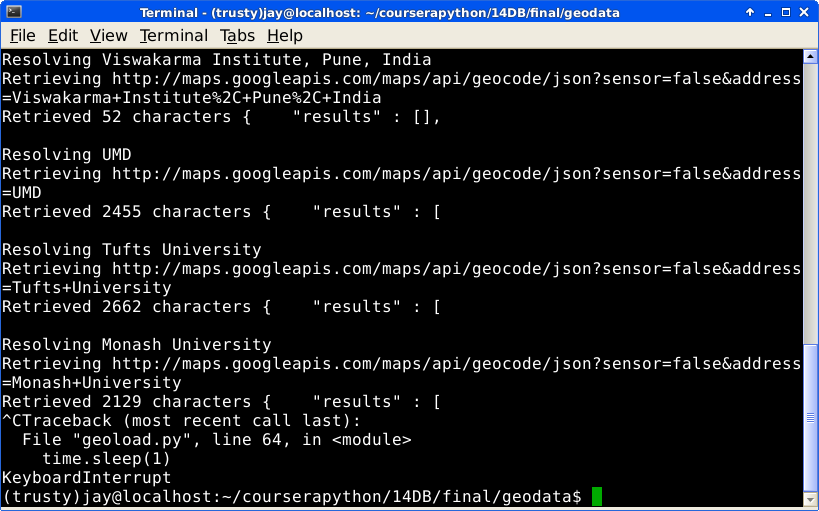 Terminal - (trusty)jay@localhost: ~/courserapython/14DB/final/geodata
File Edit View Terminal Tabs Help
Resolving Viswakarma Institute, Pune, India
Retrieving http://maps.googleapis.com/maps/api/geocode/json?sensor=false&address
=Viswakarma+Institute%2C+Pune%2C+India
Retrieved 52 characters {    "results" : [],
Resolving UMD
Retrieving http://maps.googleapis.com/maps/api/geocode/json?sensor=false&address
=UMD
Retrieved 2455 characters {    "results" : [
Resolving Tufts University
Retrieving http://maps.googleapis.com/maps/api/geocode/json?sensor=false&address
=Tufts+University
Retrieved 2662 characters {    "results" : [
Resolving Monash University
Retrieving http://maps.googleapis.com/maps/api/geocode/json?sensor=false&address
=Monash+University
Retrieved 2129 characters {    "results" : [
^CTraceback (most recent call last):
  File "geoload.py", line 64, in <module>
    time.sleep(1)
KeyboardInterrupt
(trusty)jay@localhost:~/courserapython/14DB/final/geodata$